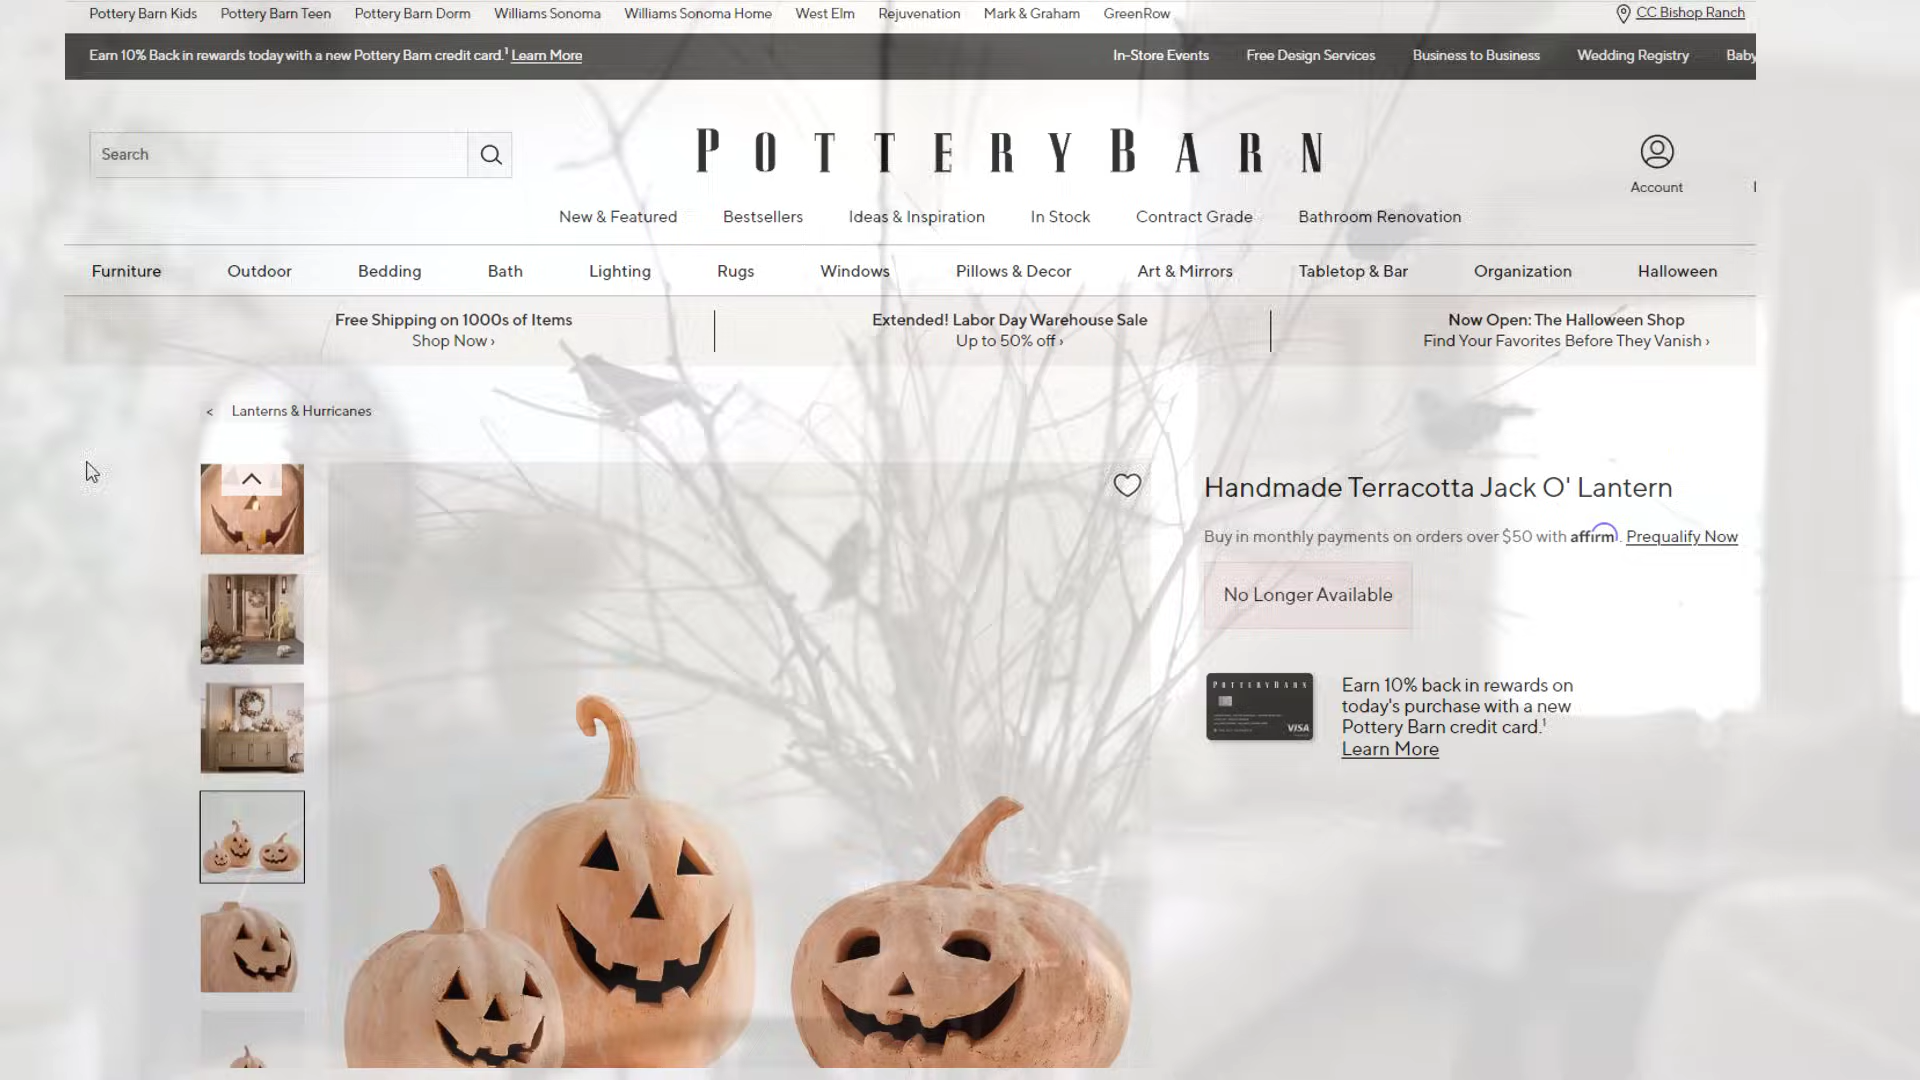 Pottery Barn Kids Pottery Barn Teen Pottery Barn Dorm Williams Sonoma Williams Sonoma Home West Elm Rejuvenation Mark & Graham GreenRow CC Bishop Ranch
Earn 10% Back in rewards today with a new Pottery Barn credit card.¹ Learn More In-Store Events Free Design Services Business to Business Wedding Registry Baby
Search POTTERY BARN
Account
New & Featured Bestsellers Ideas & Inspiration In Stock Contract Grade Bathroom Renovation
Furniture Outdoor Bedding Bath Lighting Rugs Windows Pillows & Decor Art & Mirrors Tabletop & Bar Organization Halloween
Free Shipping on 1000s of Items Extended! Labor Day Warehouse Sale Now Open: The Halloween Shop
Shop Now › Up to 50% off › Find Your Favorites Before They Vanish ›
< Lanterns & Hurricanes
Handmade Terracotta Jack O' Lantern
Buy in monthly payments on orders over $50 with affirm. Prequalify Now
No Longer Available
POTTERY BARN
VISA
Earn 10% back in rewards on
today's purchase with a new
Pottery Barn credit card.¹
Learn More